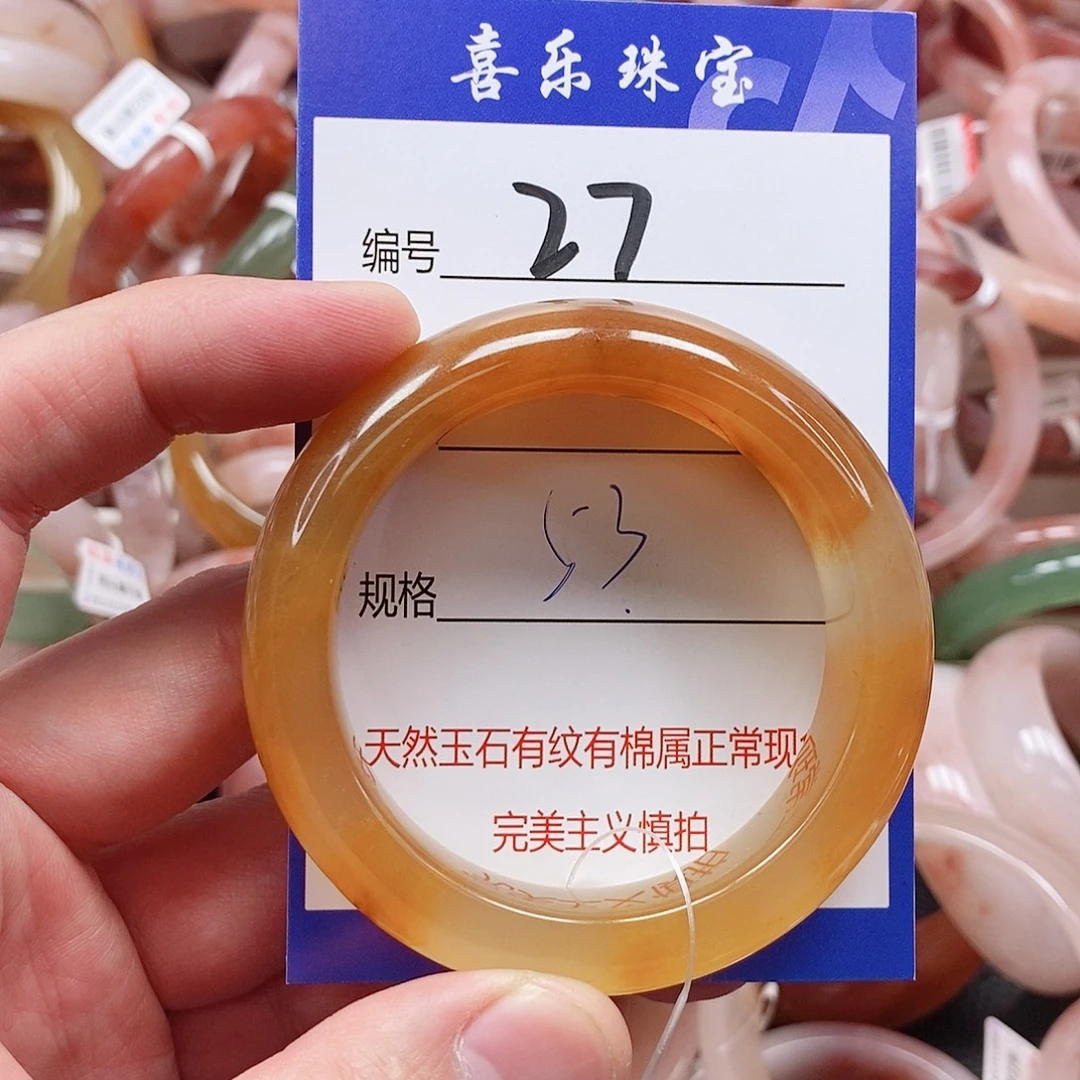 喜乐珠宝
编号 27
规格 53.
天然玉石有纹有棉属正常现
完美主义慎拍